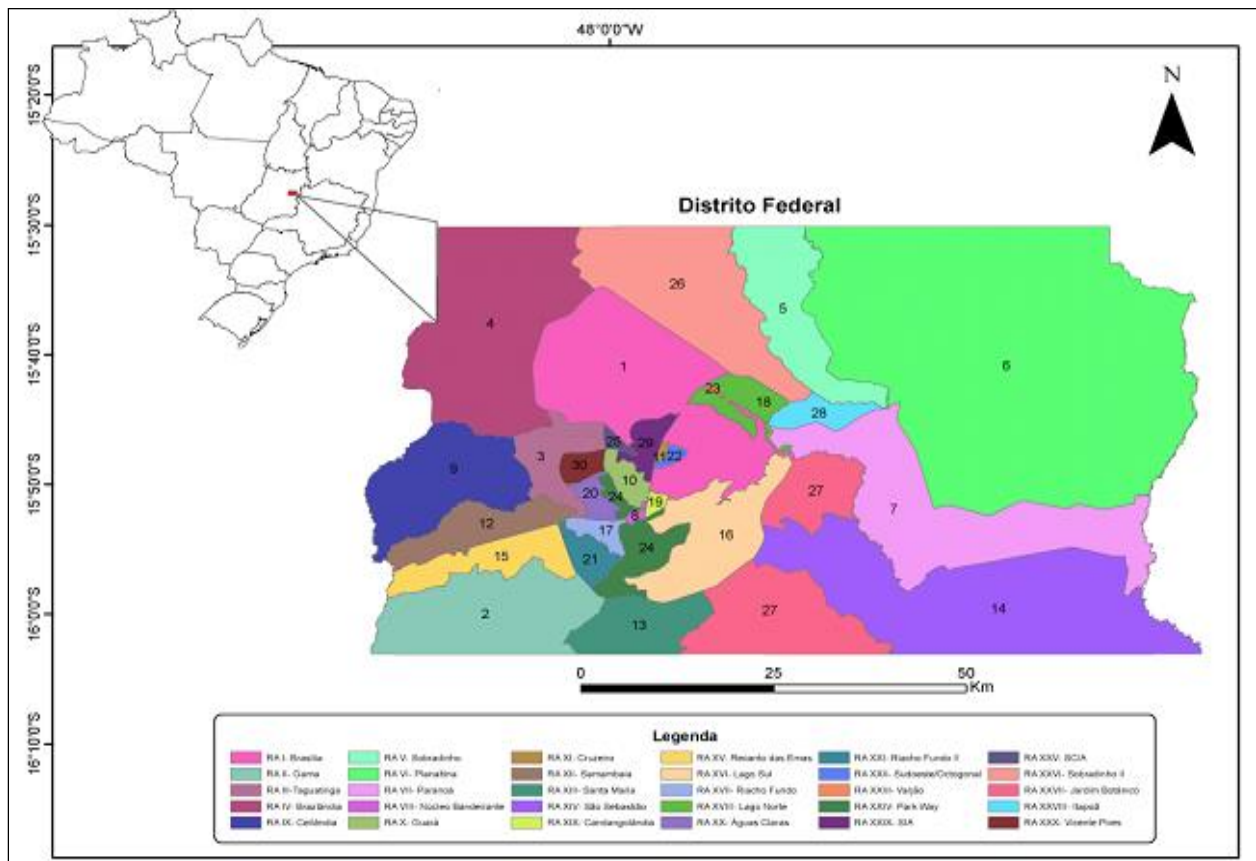 48°0'0"W
N
15°20'0"S
15°30'0"S
15°40'0"S
15°50'0"S
16°0'0"S
16°10'0"S
Distrito Federal
26
5
4
6
1
23
18
28
25
29
11 22
9
3
30
10
27
20
24
19
7
12
8
16
17
15
21
24
14
2
13
27
0 25 50
Km
Legenda
RA I- Brasília RA V- Sobradinho RA XI- Cruzeiro RA XV- Recanto das Emas RA XXI- Riacho Fundo II RA XXV- SCIA
RA II- Gama RA VI- Planaltina RA XII- Samambaia RA XVI- Lago Sul RA XXII- Sudoeste/Octogonal RA XXVI- Sobradinho II
RA III-Taguatinga RA VII- Paranoá RA XIII- Santa Maria RA XVII- Riacho Fundo RA XXIII- Varjão RA XXVII- Jardim Botânico
RA IV- Brazlândia RA VIII- Núcleo Bandeirante RA XIV- São Sebastião RA XVIII- Lago Norte RA XXIV- Park Way RA XXVIII- Itapoã
RA IX- Ceilândia RA X- Guará RA XIX- Candangolândia RA XX- Águas Claras RA XXIX- SIA RA XXX- Vicente Pires